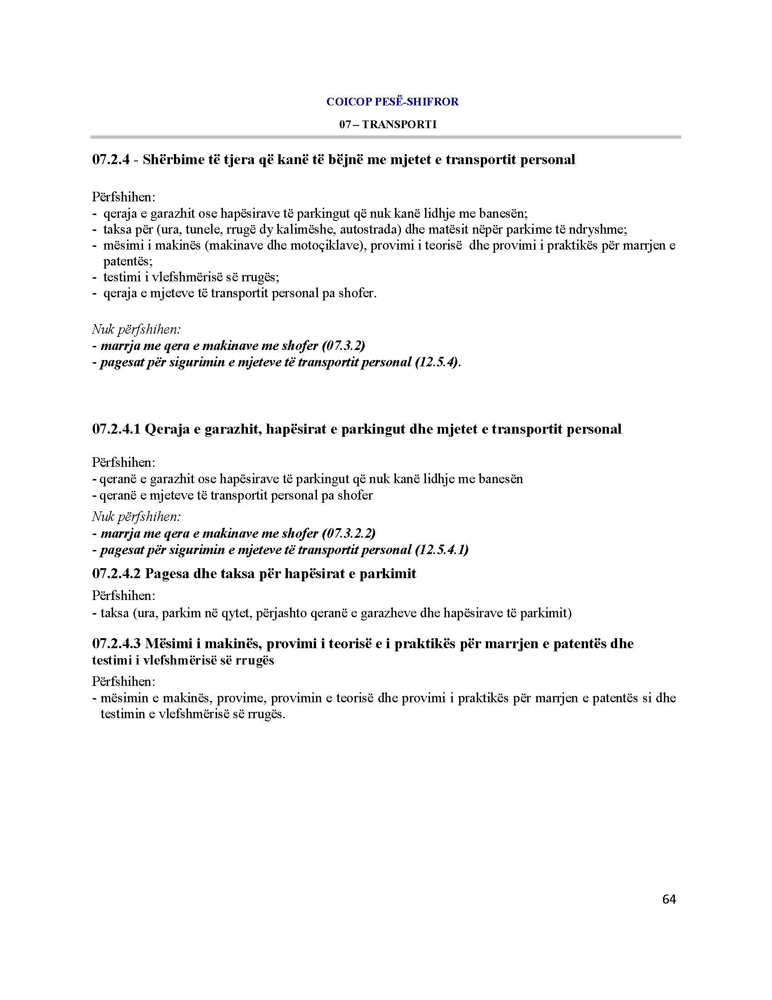 COICOP PESË-SHIFROR
07 – TRANSPORTI
07.2.4 - Shërbime të tjera që kanë të bëjnë me mjetet e transportit personal
Përfshihen:
- qeraja e garazhit ose hapësirave të parkingut që nuk kanë lidhje me banesën;
- taksa për (ura, tunele, rrugë dy kalimëshe, autostrada) dhe matësit nëpër parkime të ndryshme;
- mësimi i makinës (makinave dhe motoçiklave), provimi i teorisë dhe provimi i praktikës për marrjen e
patentës;
- testimi i vlefshmërisë së rrugës;
- qeraja e mjeteve të transportit personal pa shofer.
Nuk përfshihen:
- marrja me qera e makinave me shofer (07.3.2)
- pagesat për sigurimin e mjeteve të transportit personal (12.5.4).
07.2.4.1 Qeraja e garazhit, hapësirat e parkingut dhe mjetet e transportit personal
Përfshihen:
- qeranë e garazhit ose hapësirave të parkingut që nuk kanë lidhje me banesën
- qeranë e mjeteve të transportit personal pa shofer
Nuk përfshihen:
- marrja me qera e makinave me shofer (07.3.2.2)
- pagesat për sigurimin e mjeteve të transportit personal (12.5.4.1)
07.2.4.2 Pagesa dhe taksa për hapësirat e parkimit
Përfshihen:
- taksa (ura, parkim në qytet, përjashto qeranë e garazheve dhe hapësirave të parkimit)
07.2.4.3 Mësimi i makinës, provimi i teorisë e i praktikës për marrjen e patentës dhe
testimi i vlefshmërisë së rrugës
Përfshihen:
- mësimin e makinës, provime, provimin e teorisë dhe provimi i praktikës për marrjen e patentës si dhe
testimin e vlefshmërisë së rrugës.
64